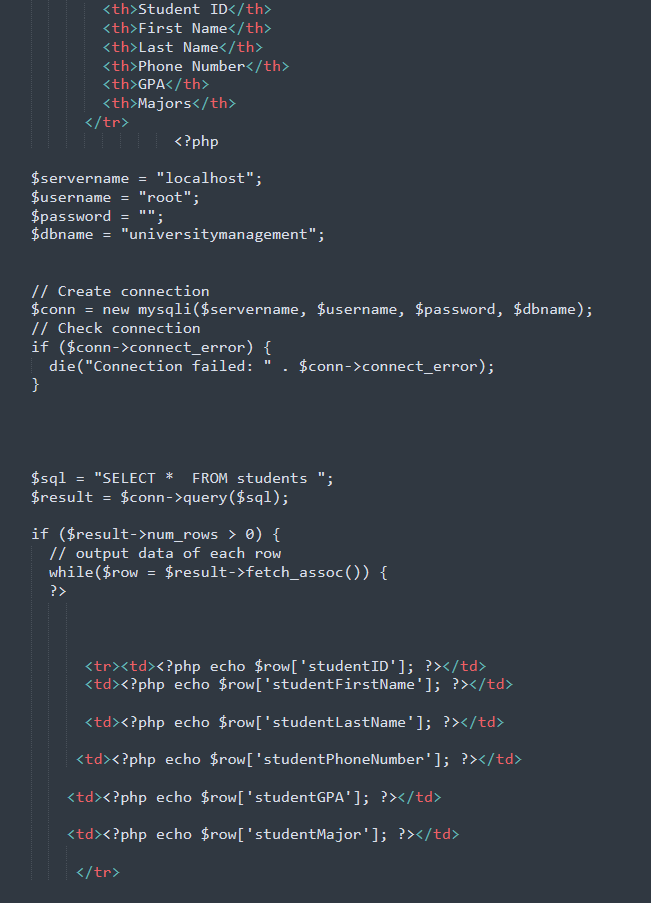 <th>Student ID</th>
<th>First Name</th>
<th>Last Name</th>
<th>Phone Number</th>
<th>GPA</th>
<th>Majors</th>
</tr>
<?php
$servername = "localhost";
$username = "root";
$password = "";
$dbname = "universitymanagement";
// Create connection
$conn = new mysqli($servername, $username, $password, $dbname);
// Check connection
if ($conn->connect_error) {
die("Connection failed: " . $conn->connect_error);
}
$sql = "SELECT *  FROM students ";
$result = $conn->query($sql);
if ($result->num_rows > 0) {
// output data of each row
while($row = $result->fetch_assoc()) {
?>
<tr><td><?php echo $row['studentID']; ?></td>
<td><?php echo $row['studentFirstName']; ?></td>
<td><?php echo $row['studentLastName']; ?></td>
<td><?php echo $row['studentPhoneNumber']; ?></td>
<td><?php echo $row['studentGPA']; ?></td>
<td><?php echo $row['studentMajor']; ?></td>
</tr>